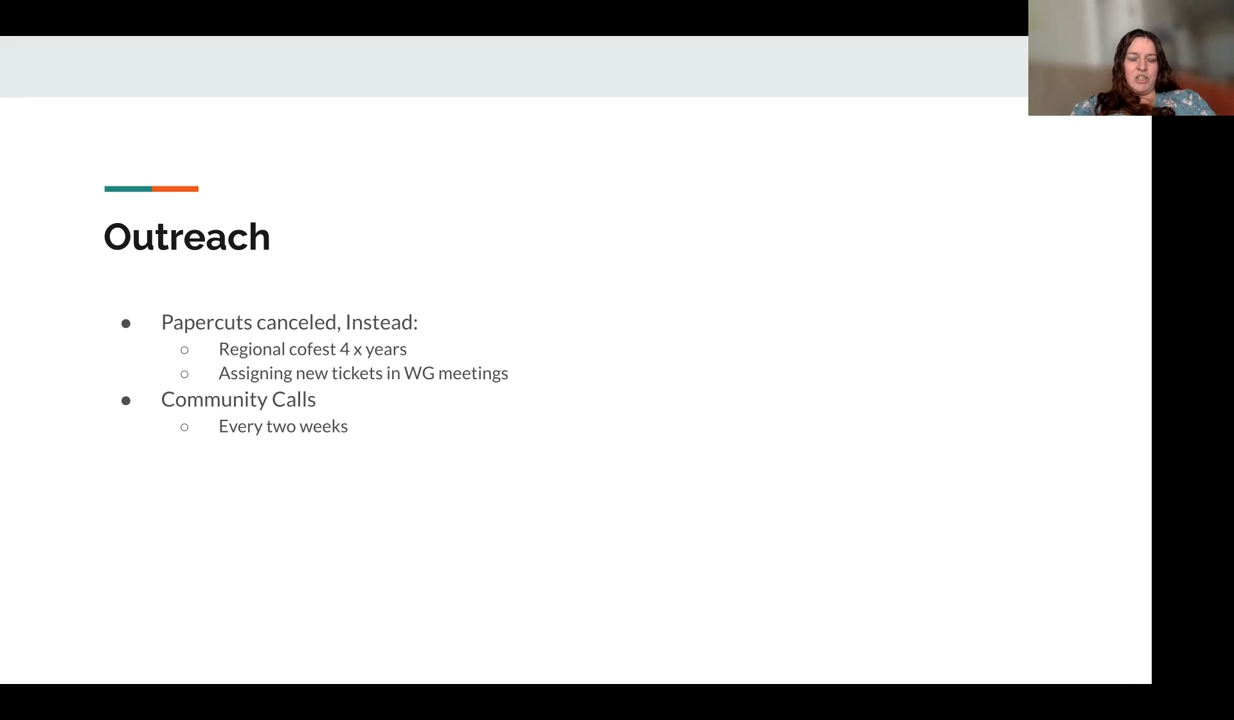 Outreach
● Papercuts canceled, Instead:
○ Regional cofest 4 x years
○ Assigning new tickets in WG meetings
● Community Calls
○ Every two weeks